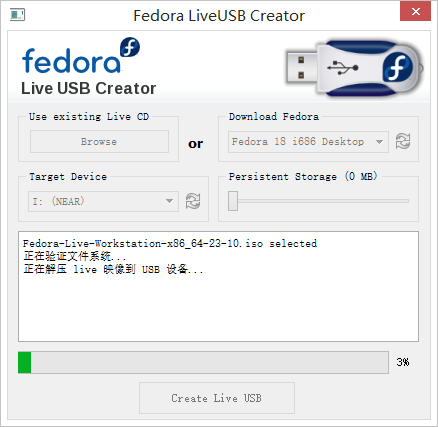 Fedora LiveUSB Creator
fedora
Live USB Creator
Use existing Live CD
Browse
or
Download Fedora
Fedora 18 i686 Desktop
Target Device
I: (NEAR)
Persistent Storage (0 MB)
Fedora-Live-Workstation-x86_64-23-10.iso selected
正在验证文件系统...
正在解压 live 映像到 USB 设备...
3%
Create Live USB